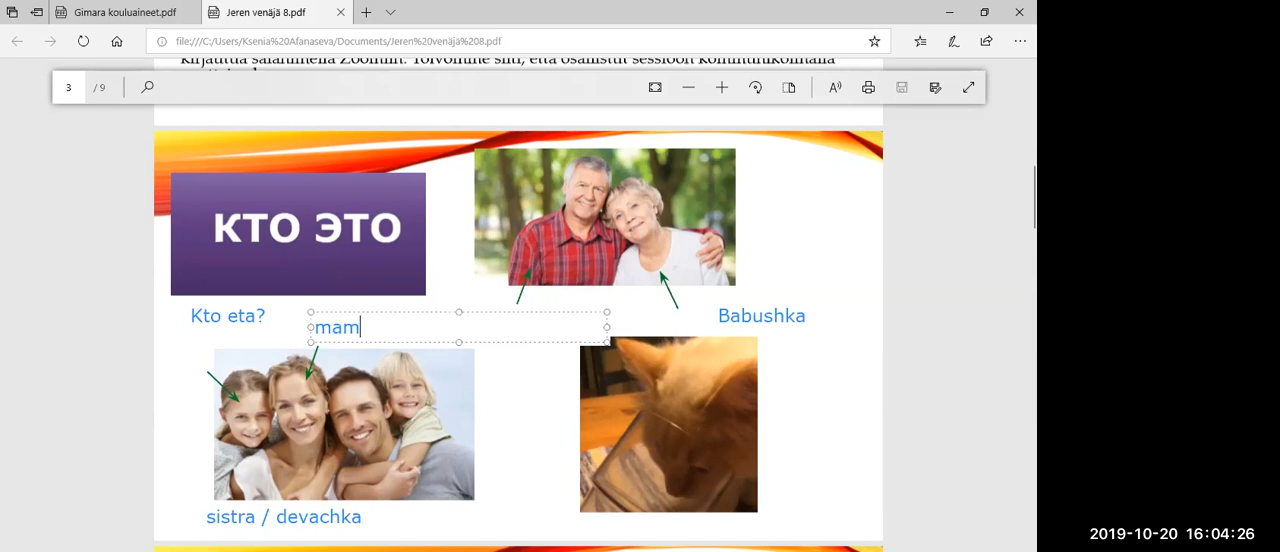 Gimara kouluaineet.pdf
Jeren venäjä 8.pdf
file:///C:/Users/Ksenia%20Afanaseva/Documents/Jeren%20venäjä%208.pdf
3 / 9
КТО ЭТО
Kto eta?
mam
Babushka
sistra / devachka
2019-10-20 16:04:26